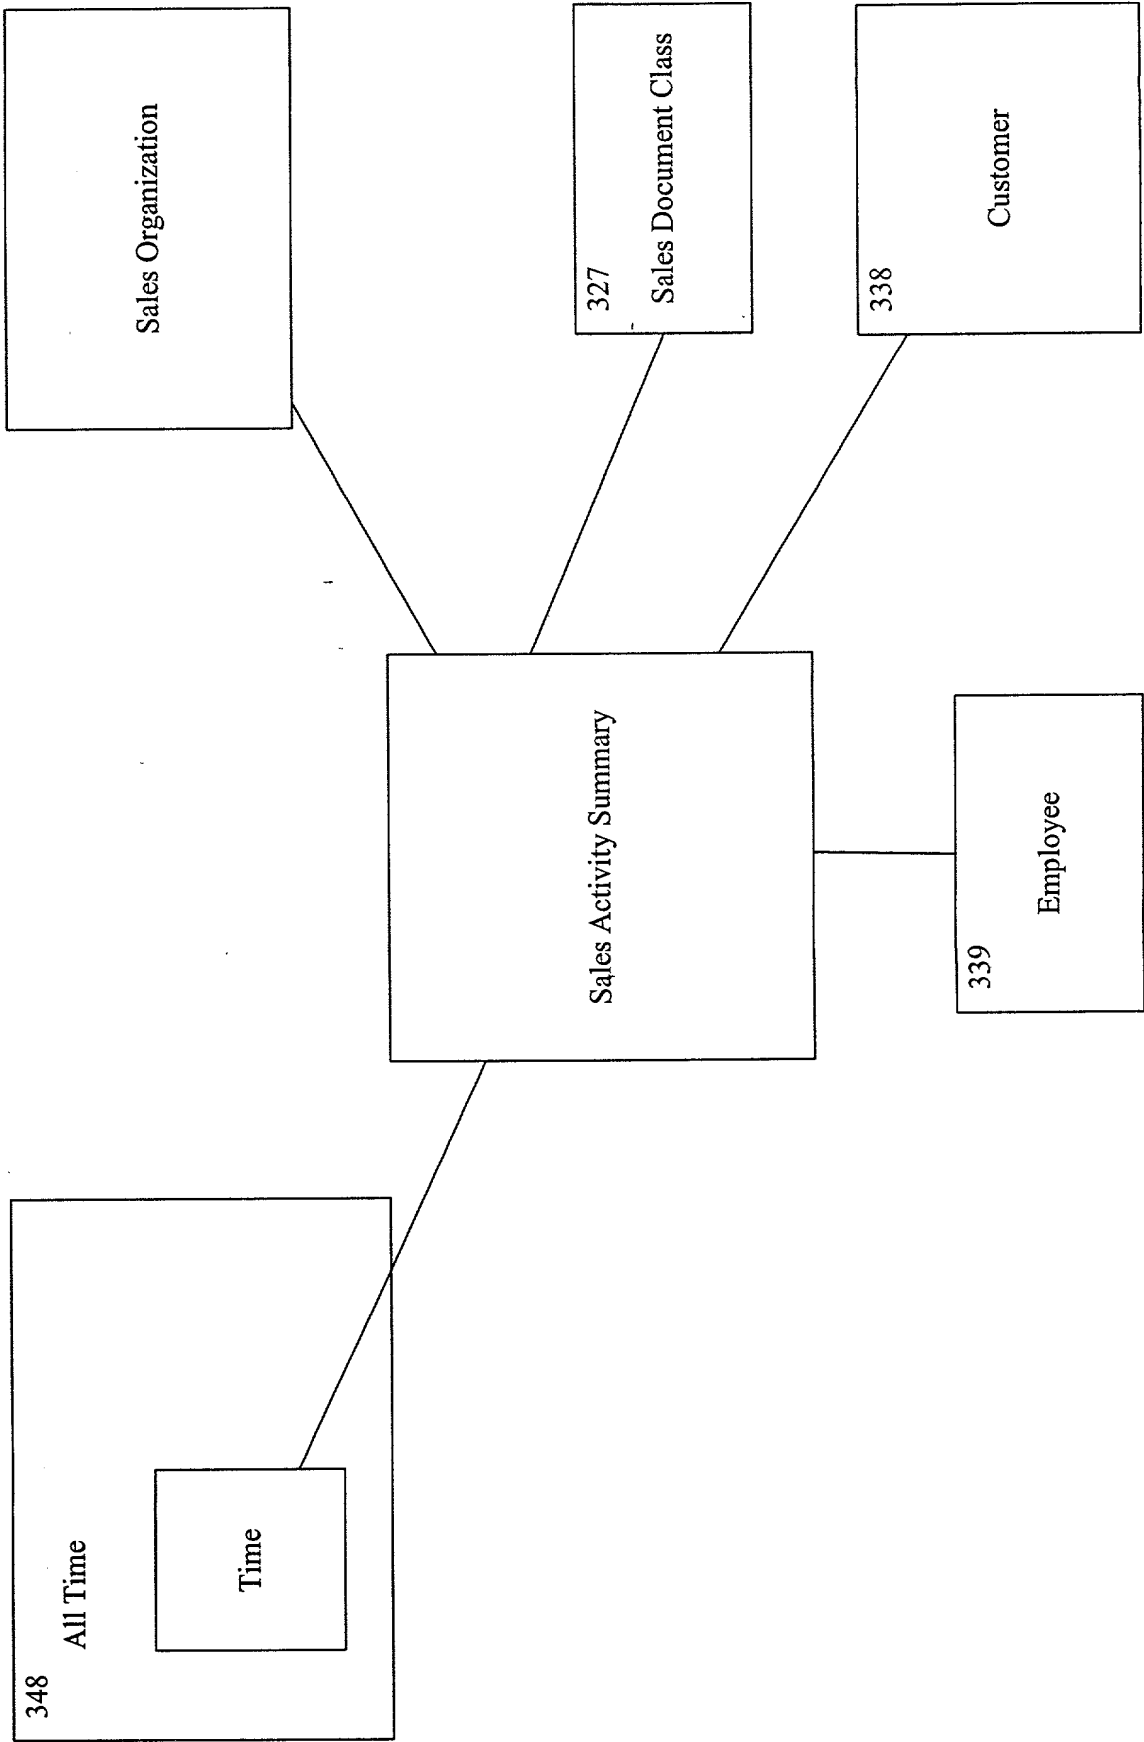 348
All Time
Time
Sales Organization
Sales Activity Summary
327
Sales Document Class
338
Customer
339
Employee